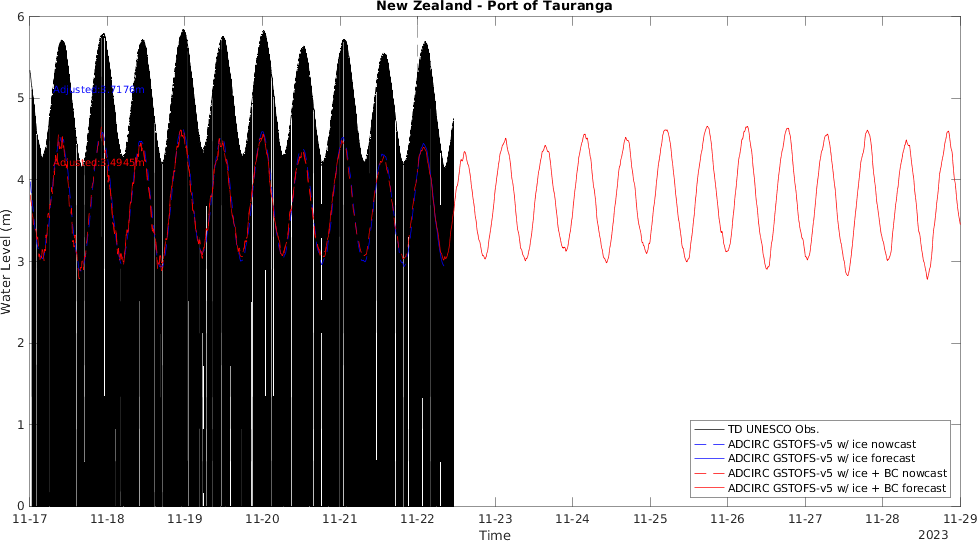 New Zealand - Port of Tauranga
6
5
4
3
2
1
0
Water Level (m)
11-17 11-18 11-19 11-20 11-21 11-22 11-23 11-24 11-25 11-26 11-27 11-28 11-29
Time
2023
TD UNESCO Obs.
ADCIRC GSTOFS-v5 w/ ice nowcast
ADCIRC GSTOFS-v5 w/ ice forecast
ADCIRC GSTOFS-v5 w/ ice + BC nowcast
ADCIRC GSTOFS-v5 w/ ice + BC forecast